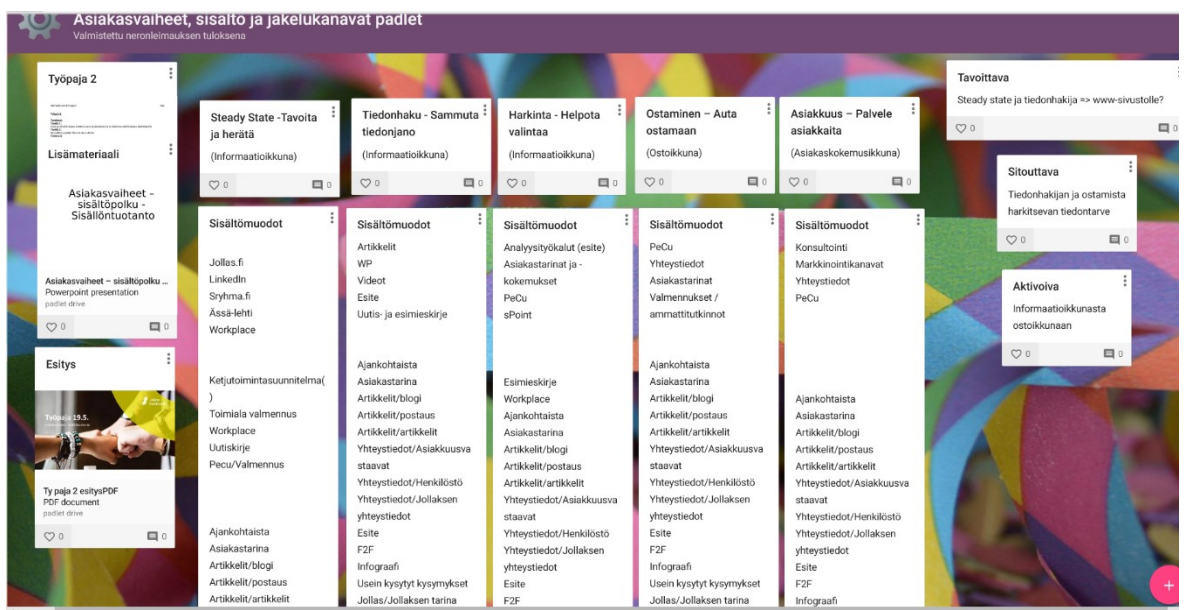 Asiakasvaiheet, sisältö ja jakelukanavat padlet
Valmistettu neronleimauksen tuloksena
Työpaja 2
Lisämateriaali
Asiakasvaiheet –
sisältöpolku -
Sisällöntuotanto
Asiakasvaiheet – sisältöpolku ...
Powerpoint presentation
padlet drive
0
0
Esitys
Työpaja 19.5.
Ty paja 2 esitysPDF
PDF document
padlet drive
0
0
Steady State -Tavoita
ja herätä
(Informaatioikkuna)
0
0
Sisältömuodot
Jollas.fi
LinkedIn
Sryhma.fi
Ässä-lehti
Workplace
Ketjutoimintasuunnitelma(
)
Toimiala valmennus
Workplace
Uutiskirje
Pecu/Valmennus
Ajankohtaista
Asiakastarina
Artikkelit/blogi
Artikkelit/postaus
Artikkelit/artikkelit
Tiedonhaku - Sammuta
tiedonjano
(Informaatioikkuna)
0
0
Sisältömuodot
Artikkelit
WP
Videot
Esite
Uutis- ja esimieskirje
Ajankohtaista
Asiakastarina
Artikkelit/blogi
Artikkelit/postaus
Artikkelit/artikkelit
Yhteystiedot/Asiakkuusva
staavat
Yhteystiedot/Henkilöstö
Yhteystiedot/Jollaksen
yhteystiedot
Esite
F2F
Infograafi
Usein kysytyt kysymykset
Jollas/Jollaksen tarina
Harkinta - Helpota
valintaa
(Informaatioikkuna)
0
0
Sisältömuodot
Analyysityökalut (esite)
Asiakastarinat ja -
kokemukset
PeCu
sPoint
Esimieskirje
Workplace
Ajankohtaista
Asiakastarina
Artikkelit/blogi
Artikkelit/postaus
Artikkelit/artikkelit
Yhteystiedot/Asiakkuusva
staavat
Yhteystiedot/Henkilöstö
Yhteystiedot/Jollaksen
yhteystiedot
Esite
F2F
Ostaminen – Auta
ostamaan
(Ostoikkuna)
0
0
Sisältömuodot
PeCu
Yhteystiedot
Asiakastarinat
Valmennukset /
ammattitutkinnot
Ajankohtaista
Asiakastarina
Artikkelit/blogi
Artikkelit/postaus
Artikkelit/artikkelit
Yhteystiedot/Asiakkuusva
staavat
Yhteystiedot/Henkilöstö
Yhteystiedot/Jollaksen
yhteystiedot
Esite
F2F
Infograafi
Usein kysytyt kysymykset
Jollas/Jollaksen tarina
Asiakkuus – Palvele
asiakkaita
(Asiakaskokemusikkuna)
0
0
Sisältömuodot
Konsultointi
Markkinointikanavat
Yhteystiedot
PeCu
Ajankohtaista
Asiakastarina
Artikkelit/blogi
Artikkelit/postaus
Artikkelit/artikkelit
Yhteystiedot/Asiakkuusva
staavat
Yhteystiedot/Henkilöstö
Yhteystiedot/Jollaksen
yhteystiedot
Esite
F2F
Infograafi
Tavoittava
Steady state ja tiedonhakija => www-sivustolle?
0
0
Sitouttava
Tiedonhakijan ja ostamista
harkitsevan tiedontarve
0
0
Aktivoiva
Informaatioikkunasta
ostoikkunaan
0
0